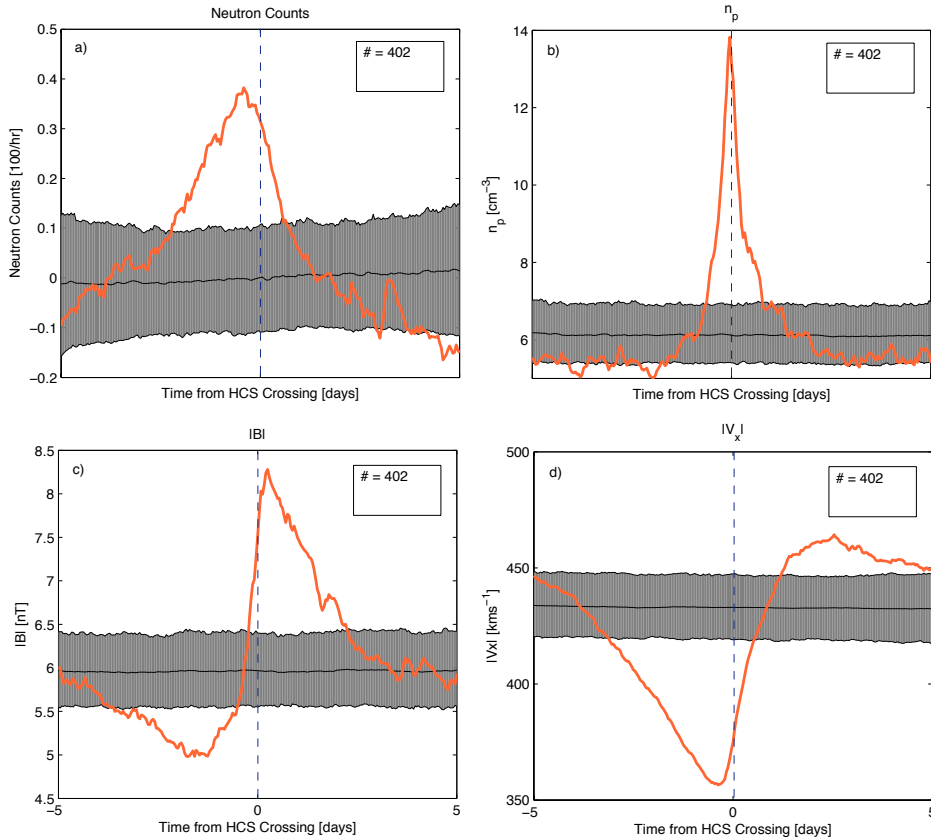 Neutron Counts
a)
# = 402
0.5
0.4
0.3
0.2
0.1
0
−0.1
−0.2
Neutron Counts [100/hr]
Time from HCS Crossing [days]
n_p
b)
# = 402
14
12
10
8
6
n_p [cm⁻³]
Time from HCS Crossing [days]
|B|
c)
# = 402
8.5
8
7.5
7
6.5
6
5.5
5
4.5
|B| [nT]
−5
0
5
Time from HCS Crossing [days]
|V_x|
d)
# = 402
500
450
400
350
|Vx| [kms⁻¹]
−5
0
5
Time from HCS Crossing [days]